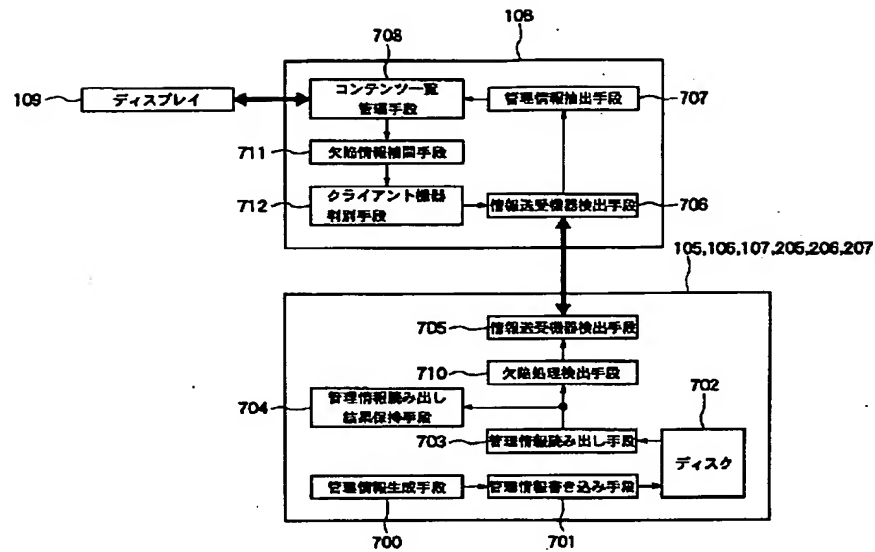 708
108
109
ディスプレイ
コンテンツ一覧
管理手段
管理情報抽出手段
707
711
欠陥情報補間手段
712
クライアント機器
判別手段
情報送受機器検出手段
706
105,106,107,205,206,207
705
情報送受機器検出手段
710
欠陥処理検出手段
702
704
管理情報読み出し
結果保持手段
703
管理情報読み出し手段
ディスク
管理情報生成手段
管理情報書き込み手段
700
701